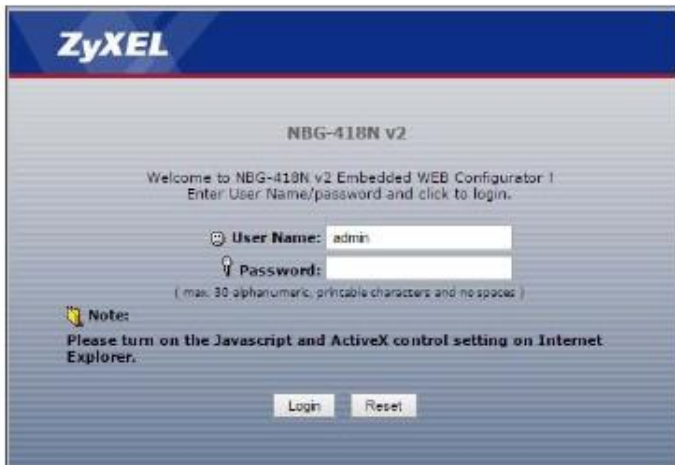 ZyXEL
NBG-418N v2
Welcome to NBG-418N v2 Embedded WEB Configurator !
Enter User Name/password and click to login.
User Name: admin
Password:
( max. 30 alphanumeric, printable characters and no spaces )
Note:
Please turn on the Javascript and ActiveX control setting on Internet
Explorer.
Login Reset